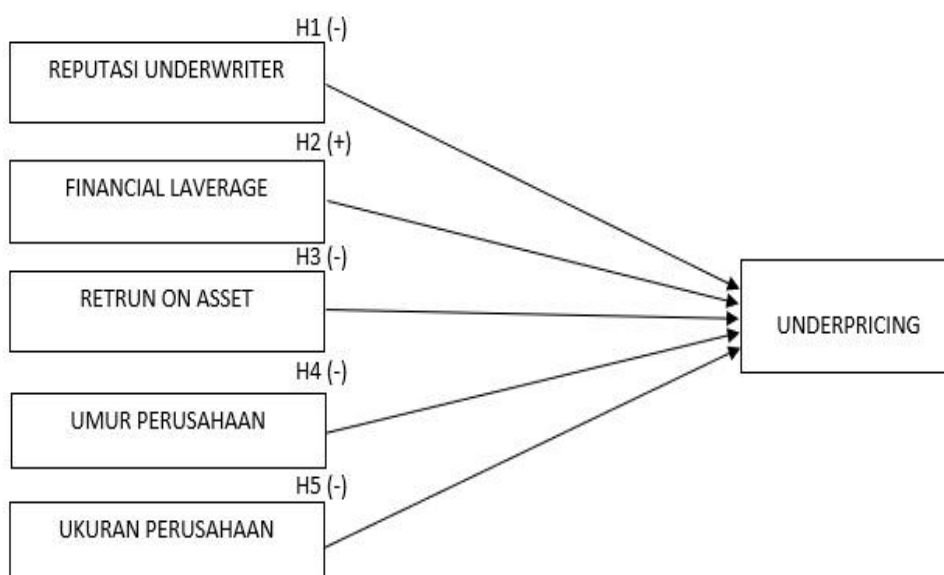 H1 (-)
REPUTASI UNDERWRITER
H2 (+)
FINANCIAL LAVERAGE
H3 (-)
RETRUN ON ASSET
UNDERPRICING
H4 (-)
UMUR PERUSAHAAN
H5 (-)
UKURAN PERUSAHAAN